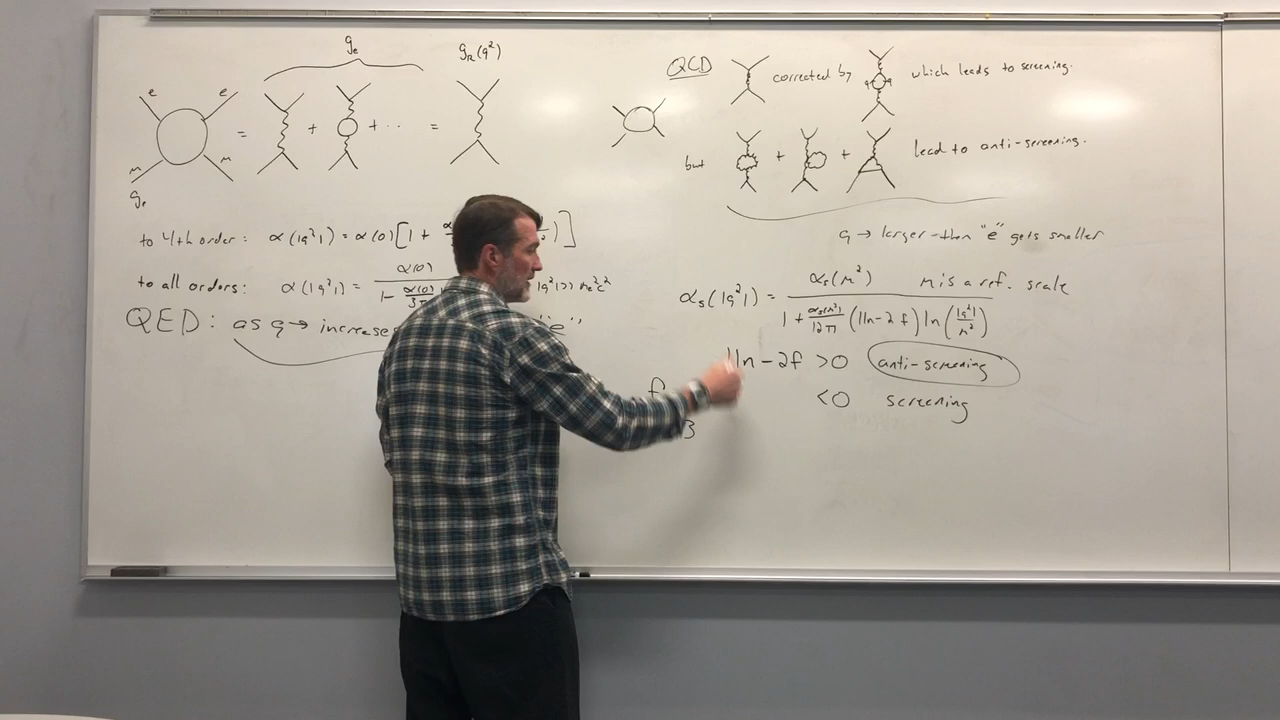 g_e
e e = + + ... = g_R(q²)
μ μ
g_e
to 4th order: α(|q²|) = α(0)[1 +
to all orders: α(|q²|) = α(0) / 1 - α(0)/3π |q²| >> m_e²c²
QED: as q → increases "e"
QCD corrected by q q which leads to screening.
but + + lead to anti-screening.
q → larger then "e" gets smaller
α_s(|q²|) = α_s(μ²) / 1 + α_s(μ²)/12π (11n - 2f) ln(|q²|/μ²) μ is a ref. scale
11n - 2f > 0 anti-screening
< 0 screening
f
3